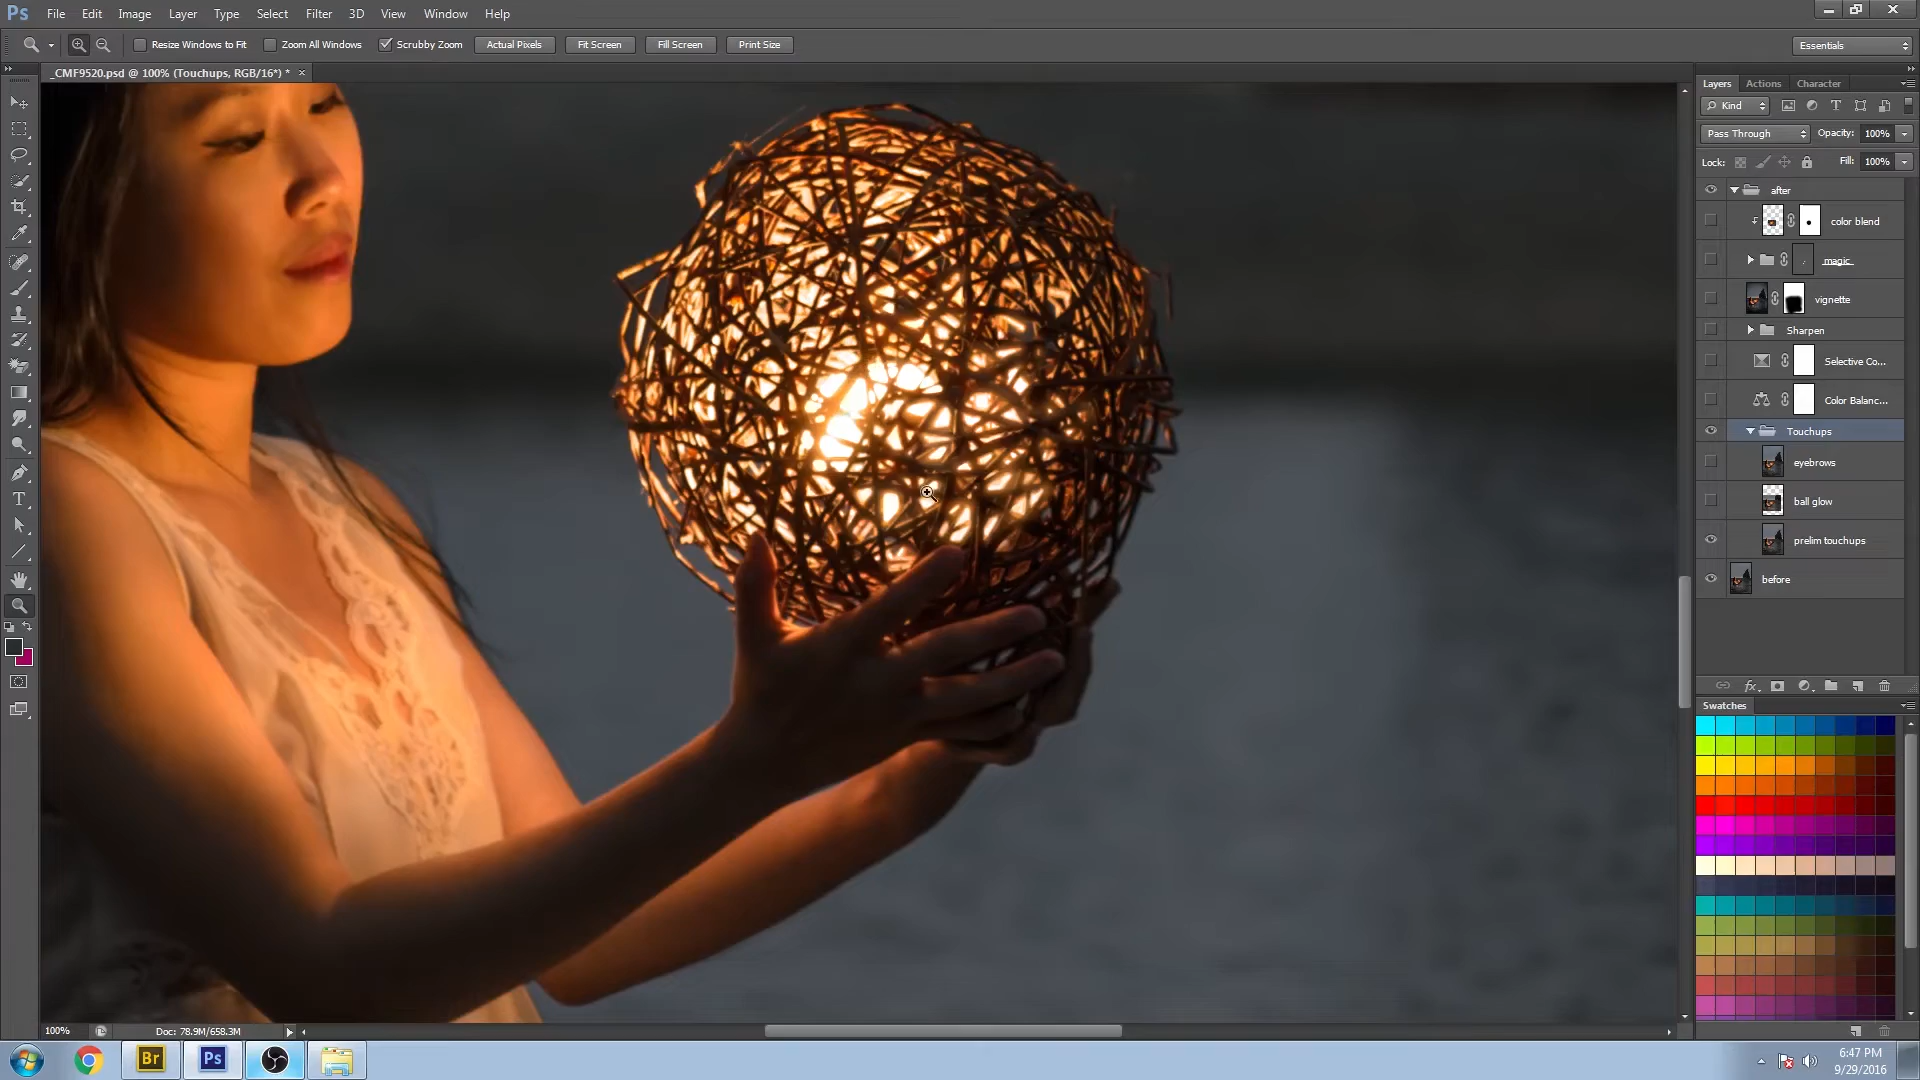 Ps File Edit Image Layer Type Select Filter 3D View Window Help
Resize Windows to Fit Zoom All Windows Scrubby Zoom Actual Pixels Fit Screen Fill Screen Print Size Essentials
_CMF9520.psd @ 100% (Touchups, RGB/16*) *
Layers Actions Character
Kind
Pass Through Opacity: 100%
Lock: Fill: 100%
after
color blend
magic
vignette
Sharpen
Selective Co...
Color Balanc...
Touchups
eyebrows
ball glow
prelim touchups
before
fx
Swatches
100% Doc: 78.9M/658.3M
Br Ps
6:47 PM
9/29/2016